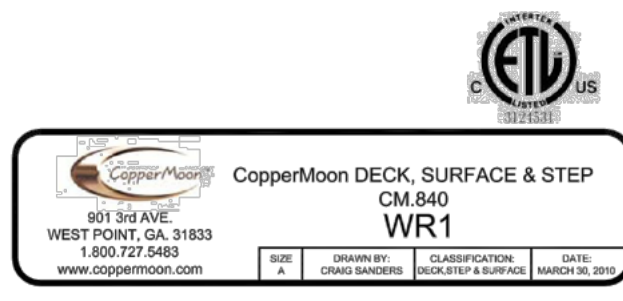 INTERTEK
C ETL US
LISTED
3124531
CopperMoon
901 3rd AVE.
WEST POINT, GA. 31833
1.800.727.5483
www.coppermoon.com
CopperMoon DECK, SURFACE & STEP
CM.840
WR1
SIZE
A
DRAWN BY:
CRAIG SANDERS
CLASSIFICATION:
DECK,STEP & SURFACE
DATE:
MARCH 30, 2010